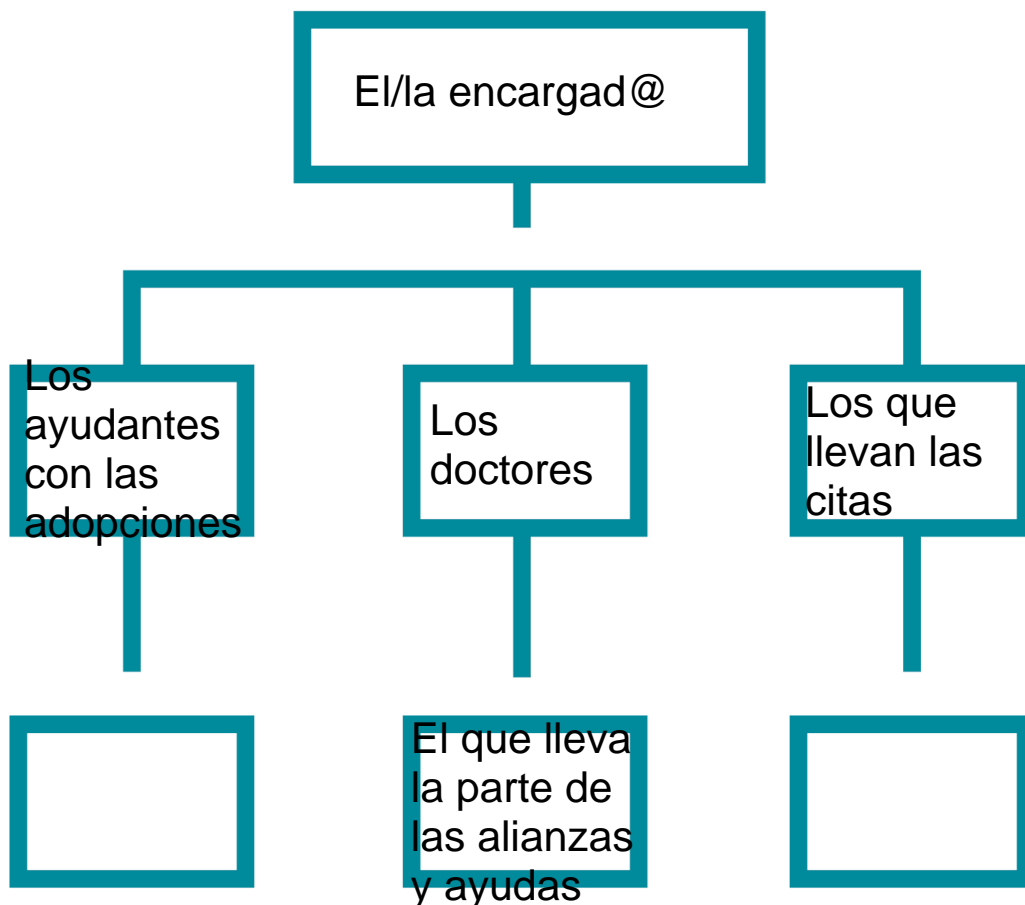 El/la encargad@
Los
ayudantes
con las
adopciones
Los
doctores
Los que
llevan las
citas
El que lleva
la parte de
las alianzas
y ayudas